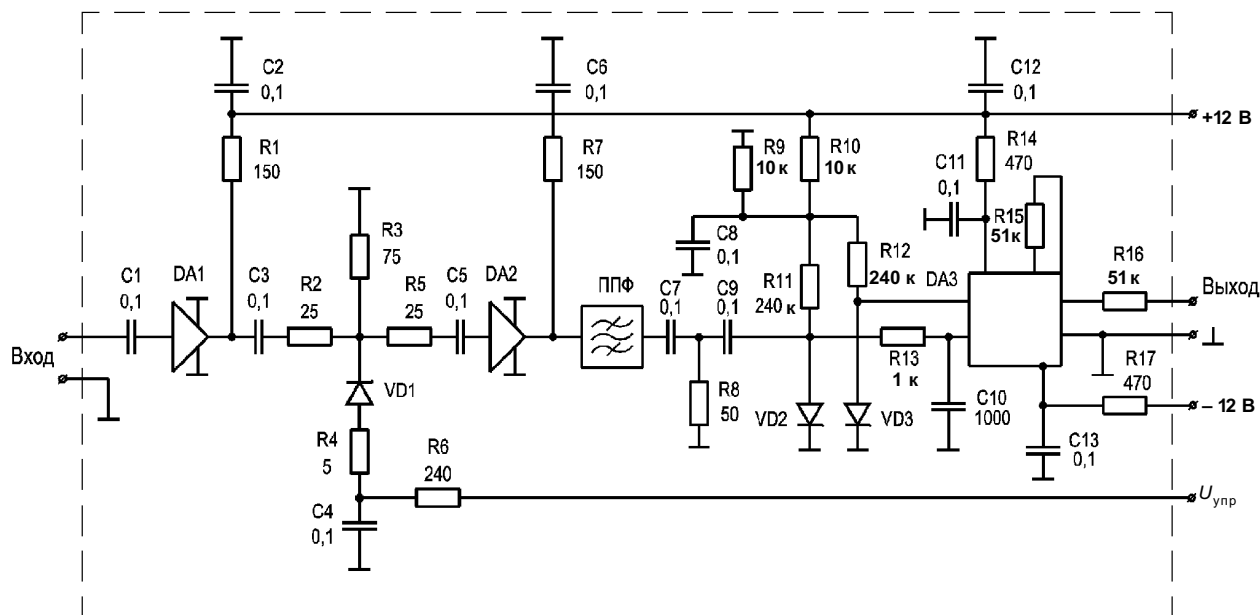 C2
0,1
C6
0,1
C12
0,1
+12 В
R1
150
R7
150
R9
10 к
R10
10 к
R14
470
C11
0,1
R15
51к
R3
75
C8
0,1
R12
240 к
R11
240 к
DA3
R16
51 к
Выход
C1
0,1
DA1
C3
0,1
R2
25
R5
25
C5
0,1
DA2
ППФ
C7
0,1
C9
0,1
Вход
VD1
R8
50
R13
1 к
C10
1000
R17
470
– 12 В
VD2
VD3
R4
5
R6
240
C13
0,1
C4
0,1
Uупр